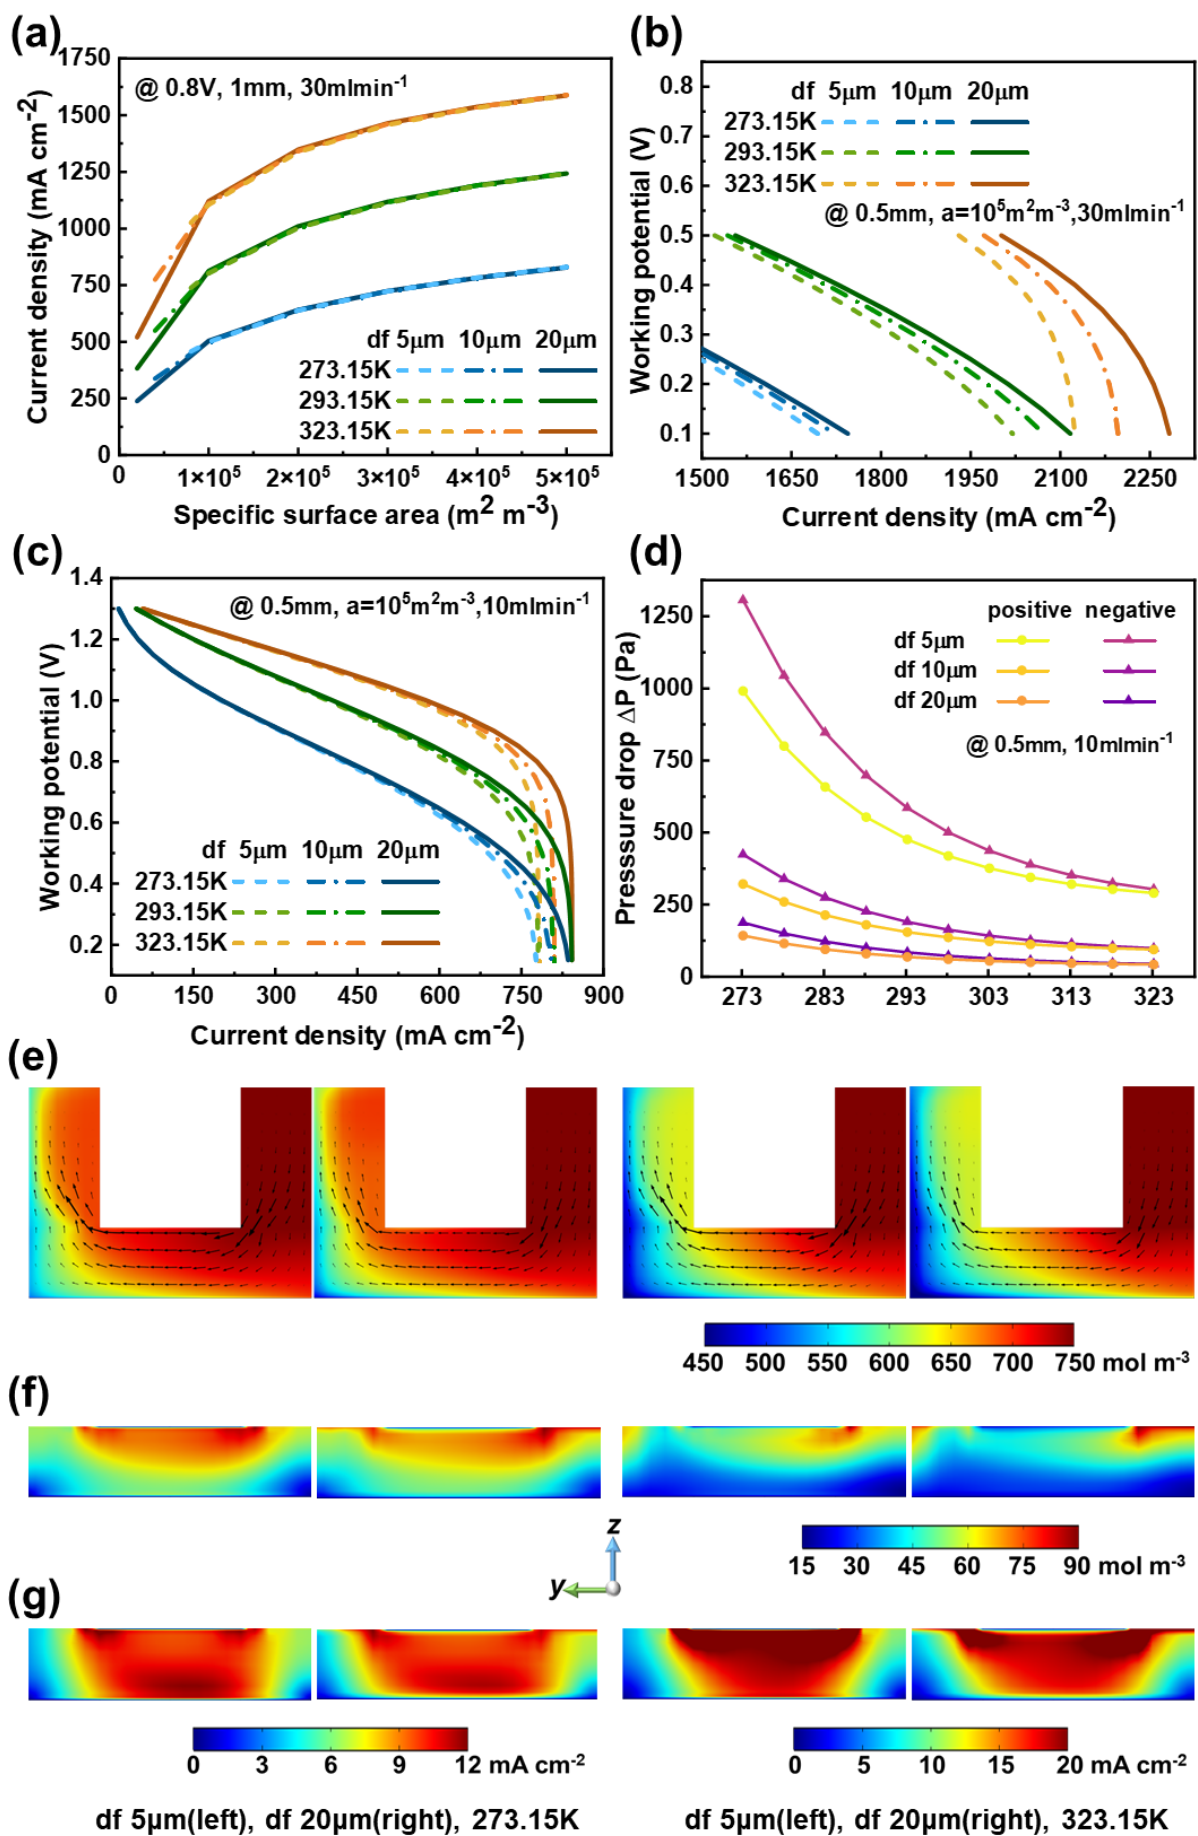 (a)
1750
1500
1250
1000
750
500
250
0
Current density (mA cm-2)
@ 0.8V, 1mm, 30mlmin-1
df 5μm 10μm 20μm
273.15K
293.15K
323.15K
0 1×10^5 2×10^5 3×10^5 4×10^5 5×10^5
Specific surface area (m2 m-3)
(b)
0.8
0.7
0.6
0.5
0.4
0.3
0.2
0.1
Working potential (V)
df 5μm 10μm 20μm
273.15K
293.15K
323.15K
@ 0.5mm, a=10^5m2m-3,30mlmin-1
1500 1650 1800 1950 2100 2250
Current density (mA cm-2)
(c)
1.4
1.2
1.0
0.8
0.6
0.4
0.2
Working potential (V)
@ 0.5mm, a=10^5m2m-3,10mlmin-1
df 5μm 10μm 20μm
273.15K
293.15K
323.15K
0 150 300 450 600 750 900
Current density (mA cm-2)
(d)
1250
1000
750
500
250
0
Presssure drop ΔP (Pa)
positive negative
df 5μm
df 10μm
df 20μm
@ 0.5mm, 10mlmin-1
273 283 293 303 313 323
(e)
450 500 550 600 650 700 750 mol m-3
(f)
15 30 45 60 75 90 mol m-3
z
y
(g)
0 3 6 9 12 mA cm-2
0 5 10 15 20 mA cm-2
df 5μm(left), df 20μm(right), 273.15K
df 5μm(left), df 20μm(right), 323.15K